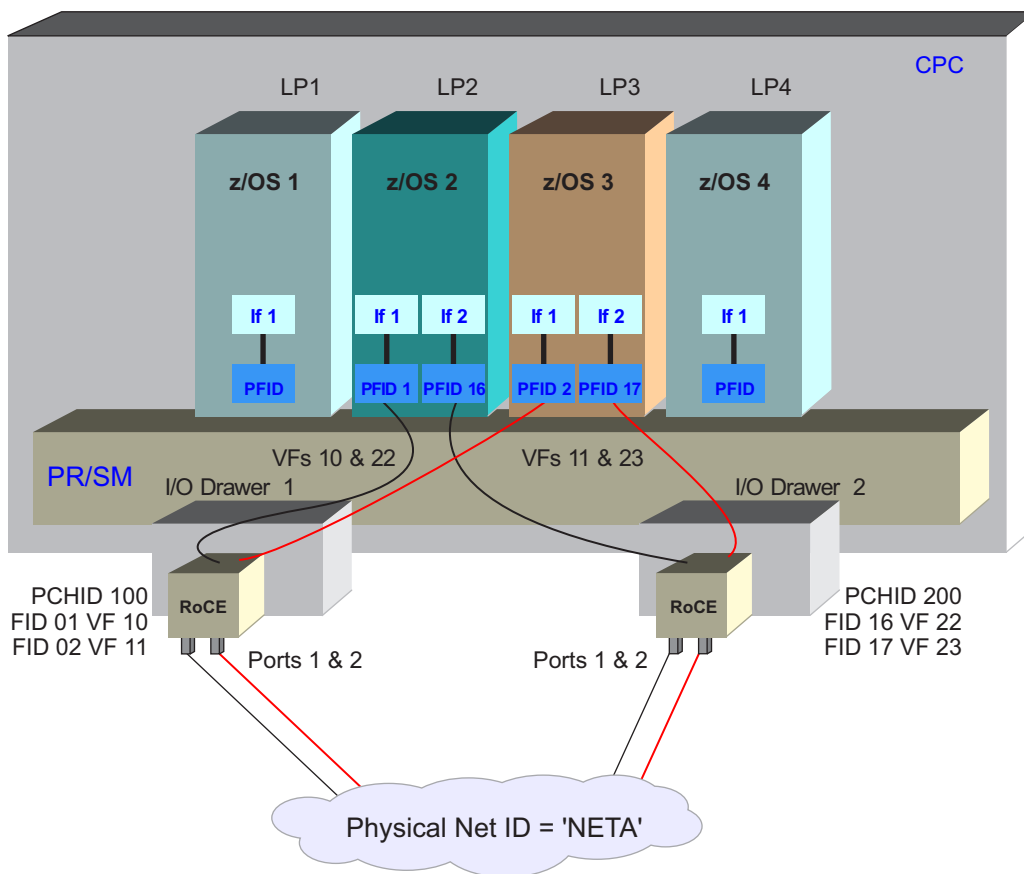 CPC
LP1
LP2
LP3
LP4
z/OS 1
z/OS 2
z/OS 3
z/OS 4
If 1
If 1
If 2
If 1
If 2
If 1
PFID
PFID 1
PFID 16
PFID 2
PFID 17
PFID
VFs 10 & 22
VFs 11 & 23
PR/SM
I/O Drawer 1
I/O Drawer 2
PCHID 100
FID 01 VF 10
FID 02 VF 11
RoCE
RoCE
PCHID 200
FID 16 VF 22
FID 17 VF 23
Ports 1 & 2
Ports 1 & 2
Physical Net ID = 'NETA'